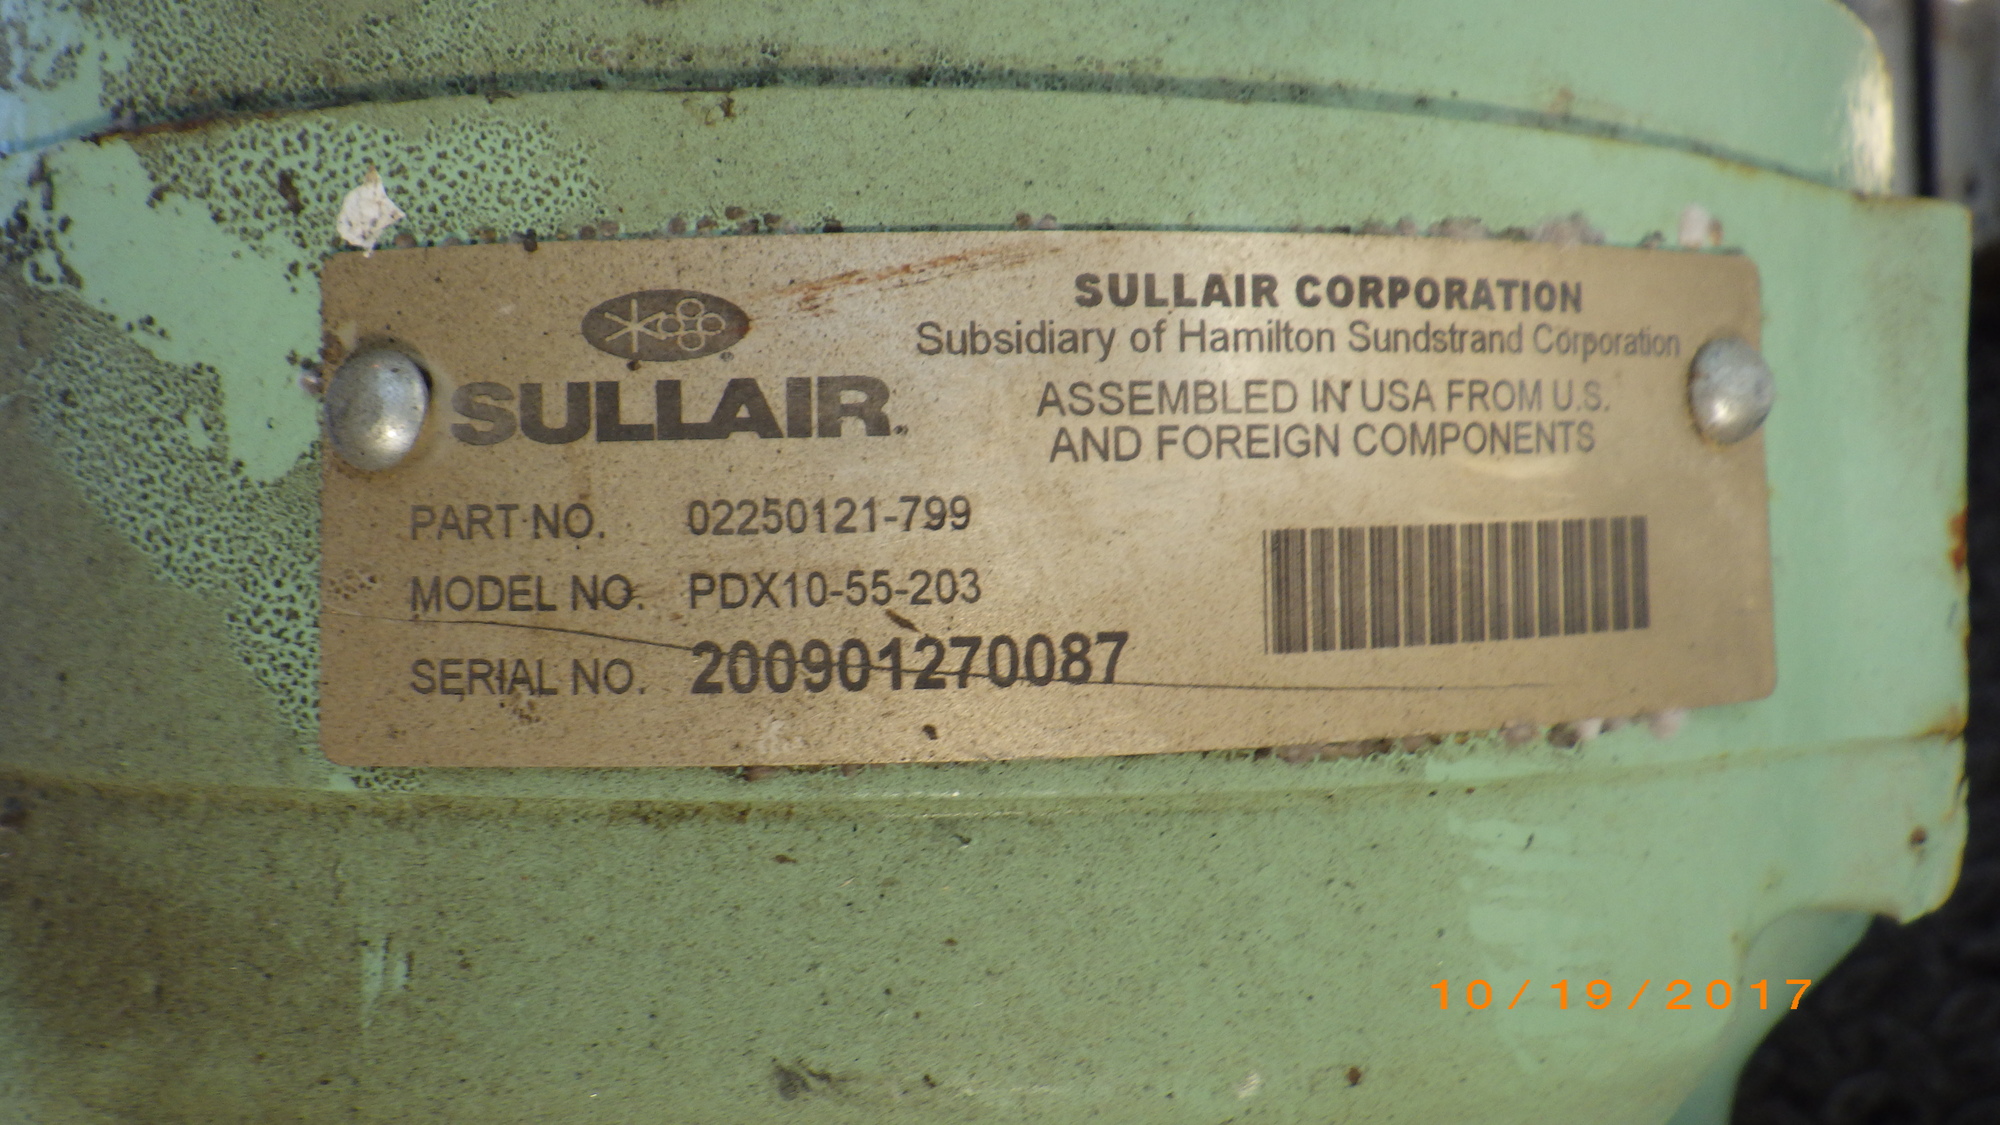 SULLAIR CORPORATION
Subsidiary of Hamilton Sundstrand Corporation
SULLAIR®
ASSEMBLED IN USA FROM U.S.
AND FOREIGN COMPONENTS
PART NO. 02250121-799
MODEL NO. PDX10-55-203
SERIAL NO. 200901270087
10/19/2017